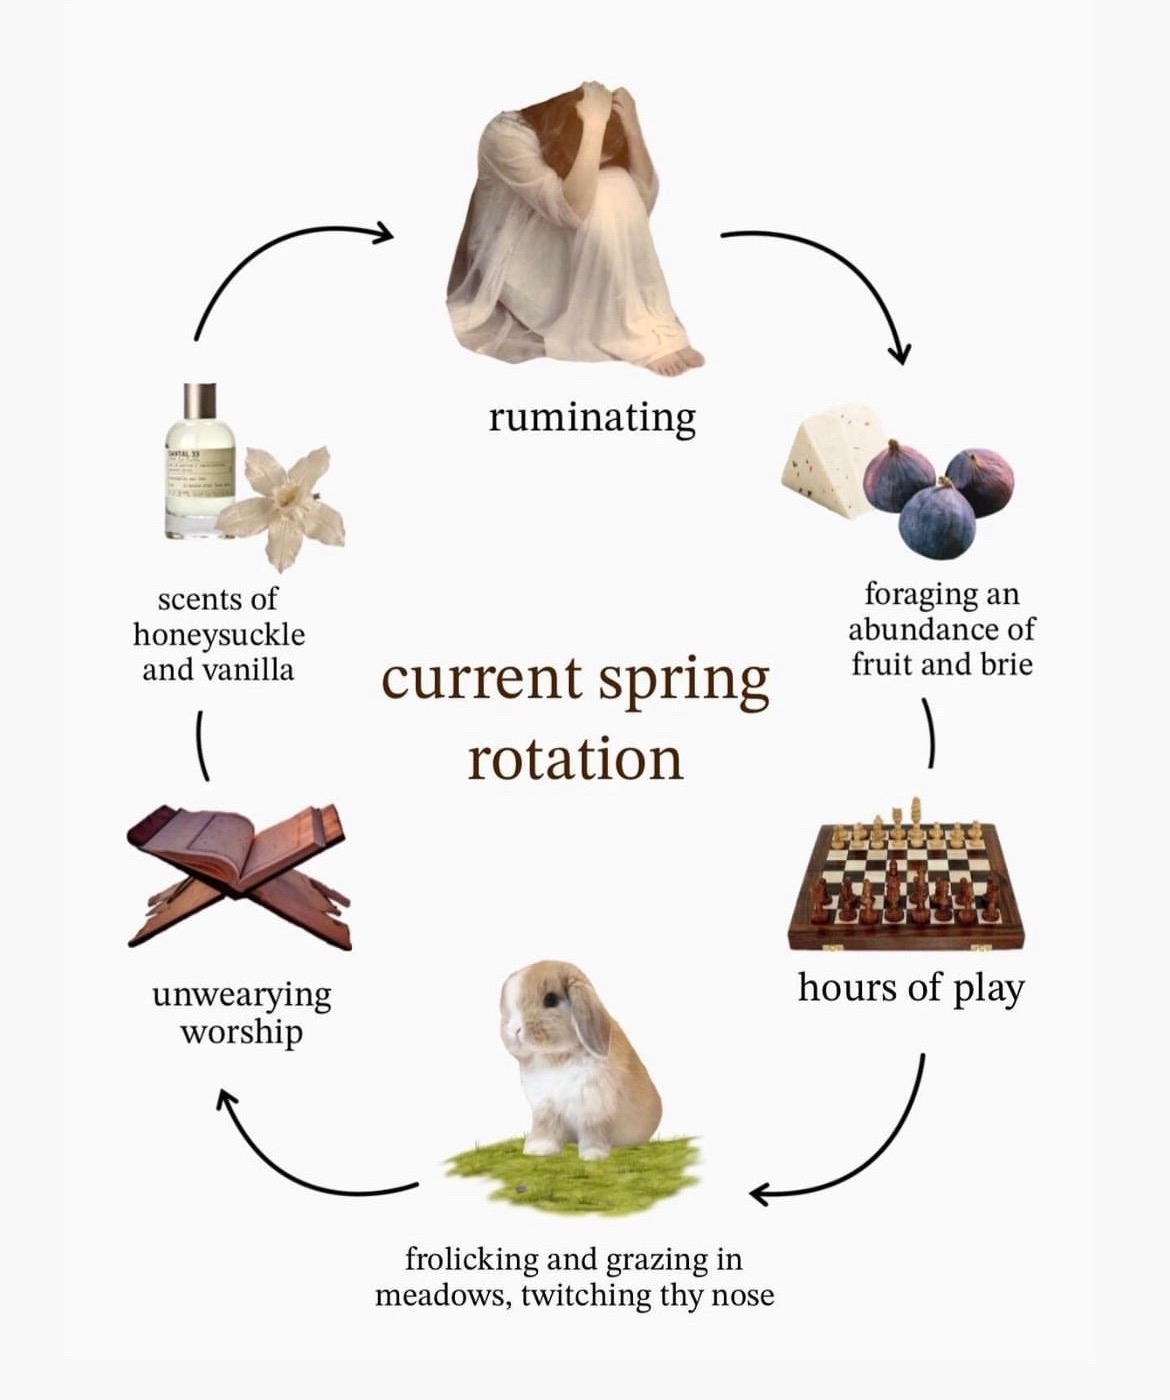 ruminating
foraging an
abundance of
fruit and brie
hours of play
frolicking and grazing in
meadows, twitching thy nose
unwearying
worship
scents of
honeysuckle
and vanilla
SANTAL 33
current spring
rotation